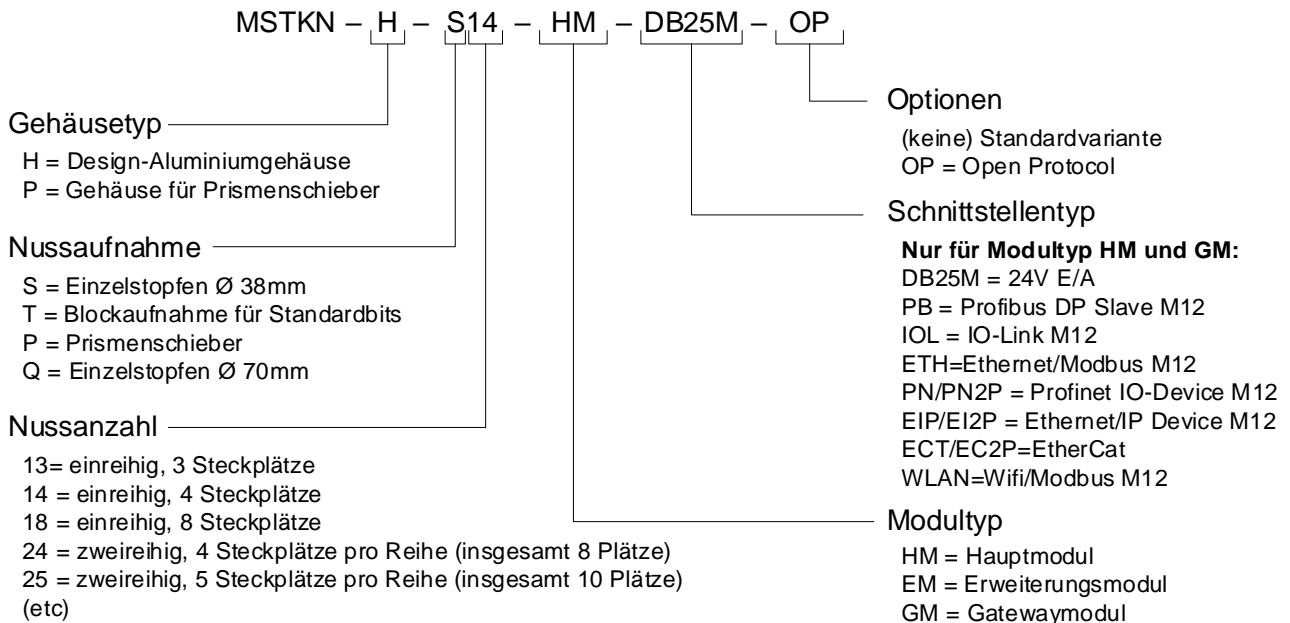 MSTKN – H – S14 – HM – DB25M – OP
Gehäusetyp
H = Design-Aluminiumgehäuse
P = Gehäuse für Prismenschieber
Nussaufnahme
S = Einzelstopfen Ø 38mm
T = Blockaufnahme für Standardbits
P = Prismenschieber
Q = Einzelstopfen Ø 70mm
Nussanzahl
13= einreihig, 3 Steckplätze
14 = einreihig, 4 Steckplätze
18 = einreihig, 8 Steckplätze
24 = zweireihig, 4 Steckplätze pro Reihe (insgesamt 8 Plätze)
25 = zweireihig, 5 Steckplätze pro Reihe (insgesamt 10 Plätze)
(etc)
Optionen
(keine) Standardvariante
OP = Open Protocol
Schnittstellentyp
Nur für Modultyp HM und GM:
DB25M = 24V E/A
PB = Profibus DP Slave M12
IOL = IO-Link M12
ETH=Ethernet/Modbus M12
PN/PN2P = Profinet IO-Device M12
EIP/EI2P = Ethernet/IP Device M12
ECT/EC2P=EtherCat
WLAN=Wifi/Modbus M12
Modultyp
HM = Hauptmodul
EM = Erweiterungsmodul
GM = Gatewaymodul